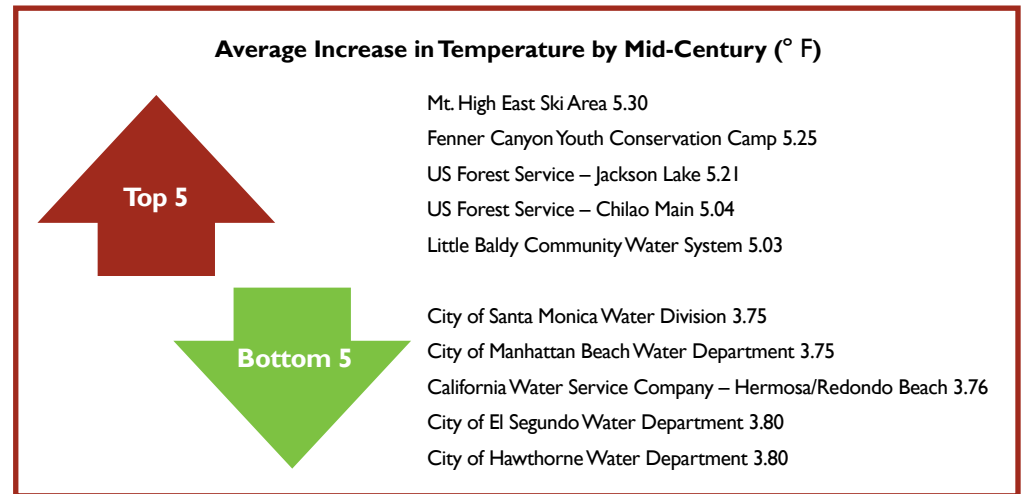 Average Increase in Temperature by Mid-Century (° F)
Top 5
Mt. High East Ski Area 5.30
Fenner Canyon Youth Conservation Camp 5.25
US Forest Service – Jackson Lake 5.21
US Forest Service – Chilao Main 5.04
Little Baldy Community Water System 5.03
Bottom 5
City of Santa Monica Water Division 3.75
City of Manhattan Beach Water Department 3.75
California Water Service Company – Hermosa/Redondo Beach 3.76
City of El Segundo Water Department 3.80
City of Hawthorne Water Department 3.80